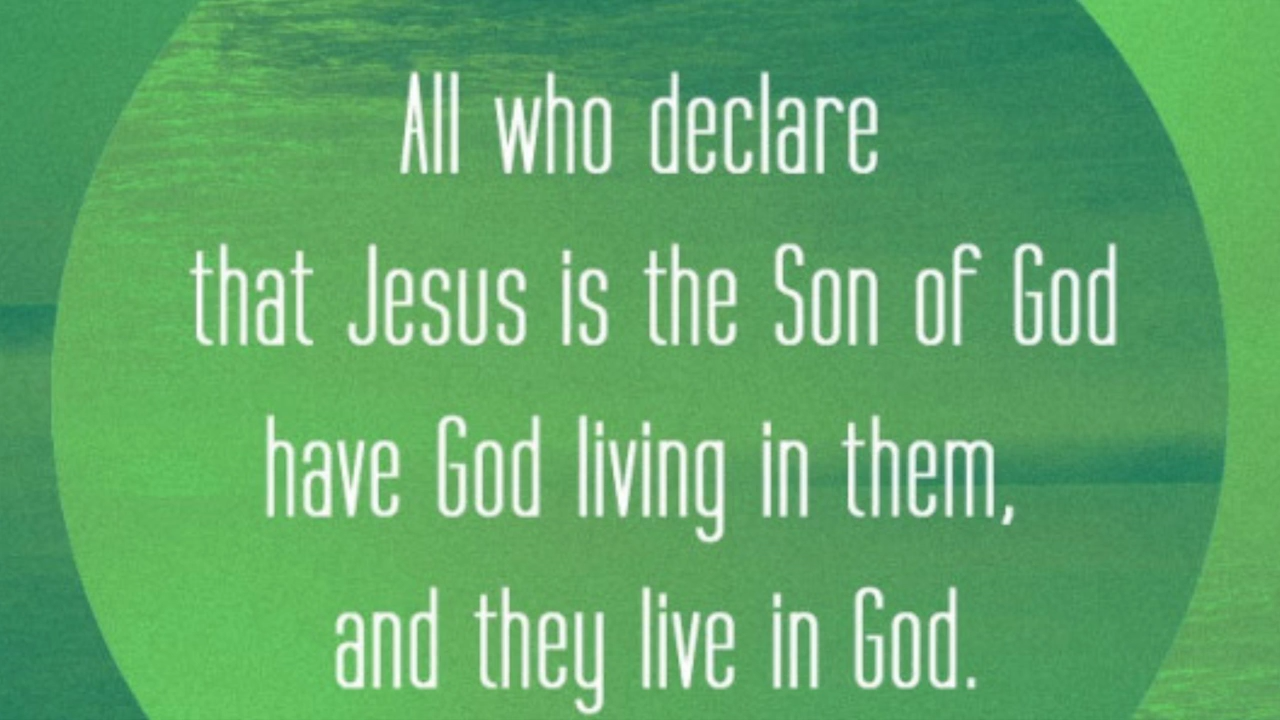 All who declare
that Jesus is the Son of God
have God living in them,
and they live in God.